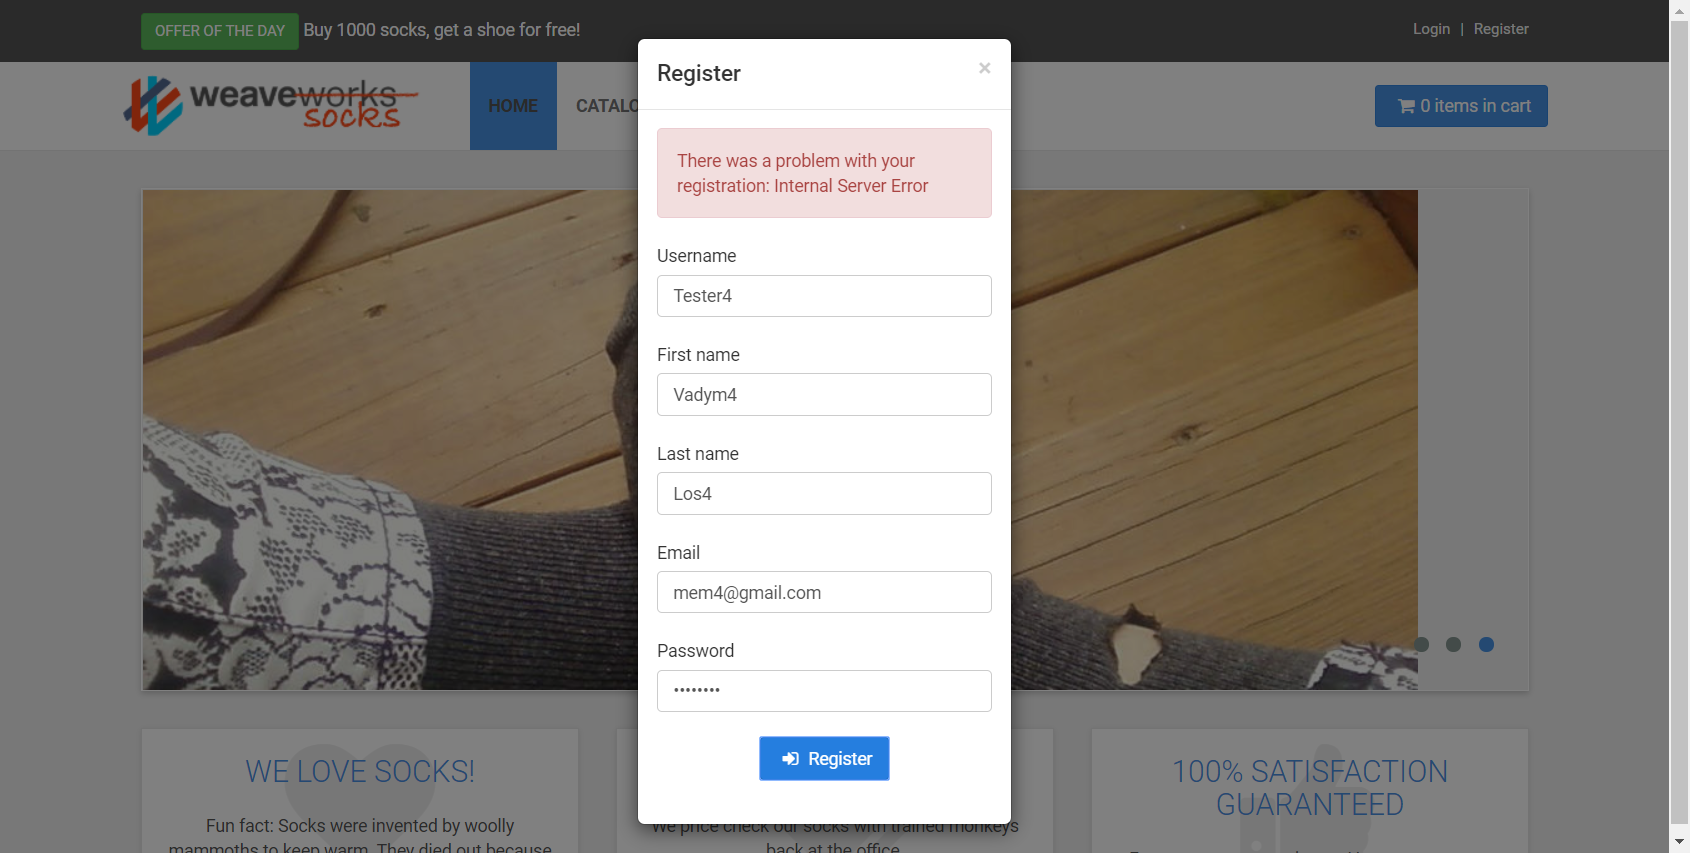 OFFER OF THE DAY Buy 1000 socks, get a shoe for free!
Login | Register
weaveworks
socks
HOME
CATALO
0 items in cart
Register
×
There was a problem with your
registration: Internal Server Error
Username
Tester4
First name
Vadym4
Last name
Los4
Email
mem4@gmail.com
Password
••••••••
Register
WE LOVE SOCKS!
Fun fact: Socks were invented by woolly
mammoths to keep warm. They died out because
We price check our socks with trained monkeys
back at the office
100% SATISFACTION
GUARANTEED